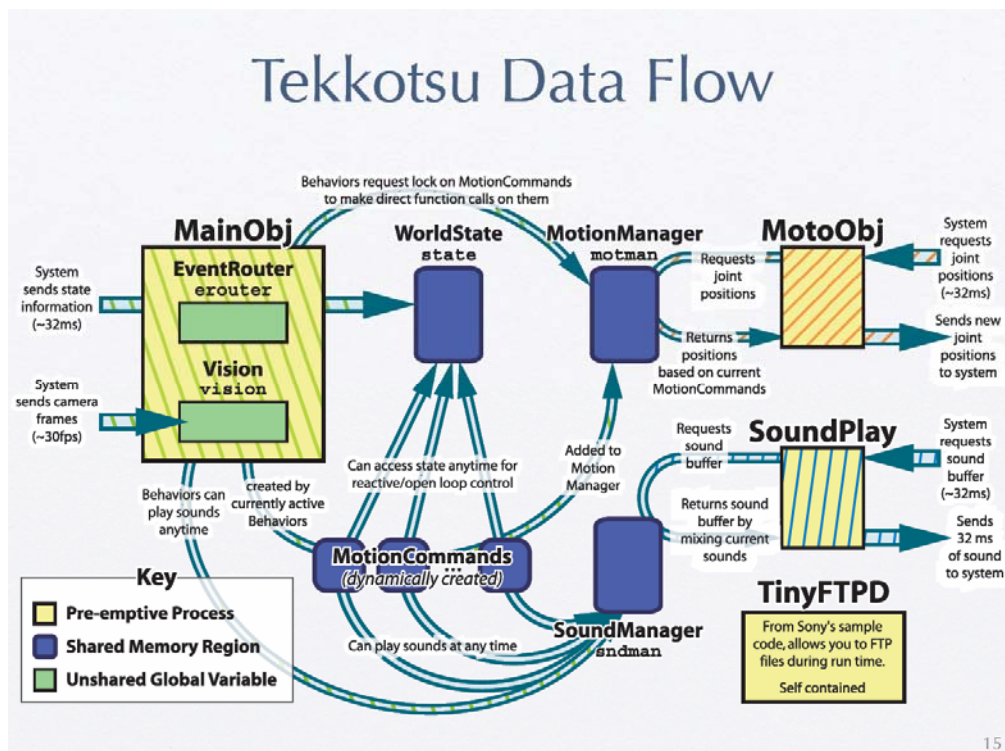 Tekkotsu Data Flow
Behaviors request lock on MotionCommands
to make direct function calls on them
MainObj
EventRouter
erouter
Vision
vision
System
sends state
information
(~32ms)
System
sends camera
frames
(~30fps)
WorldState
state
MotionManager
motman
Requests
joint
positions
Returns
positions
based on current
MotionCommands
MotoObj
System
requests
joint
positions
(~32ms)
Sends new
joint
positions
to system
Behaviors can
play sounds
anytime
created by
currently active
Behaviors
Can access state anytime for
reactive/open loop control
Added to
Motion
Manager
Requests
sound
buffer
Returns sound
buffer by
mixing current
sounds
SoundPlay
System
requests
sound
buffer
(~32ms)
Sends
32 ms
of sound
to system
MotionCommands
...
(dynamically created)
Can play sounds at any time
SoundManager
sndman
Key
Pre-emptive Process
Shared Memory Region
Unshared Global Variable
TinyFTPD
From Sony's sample
code, allows you to FTP
files during run time.
Self contained
15